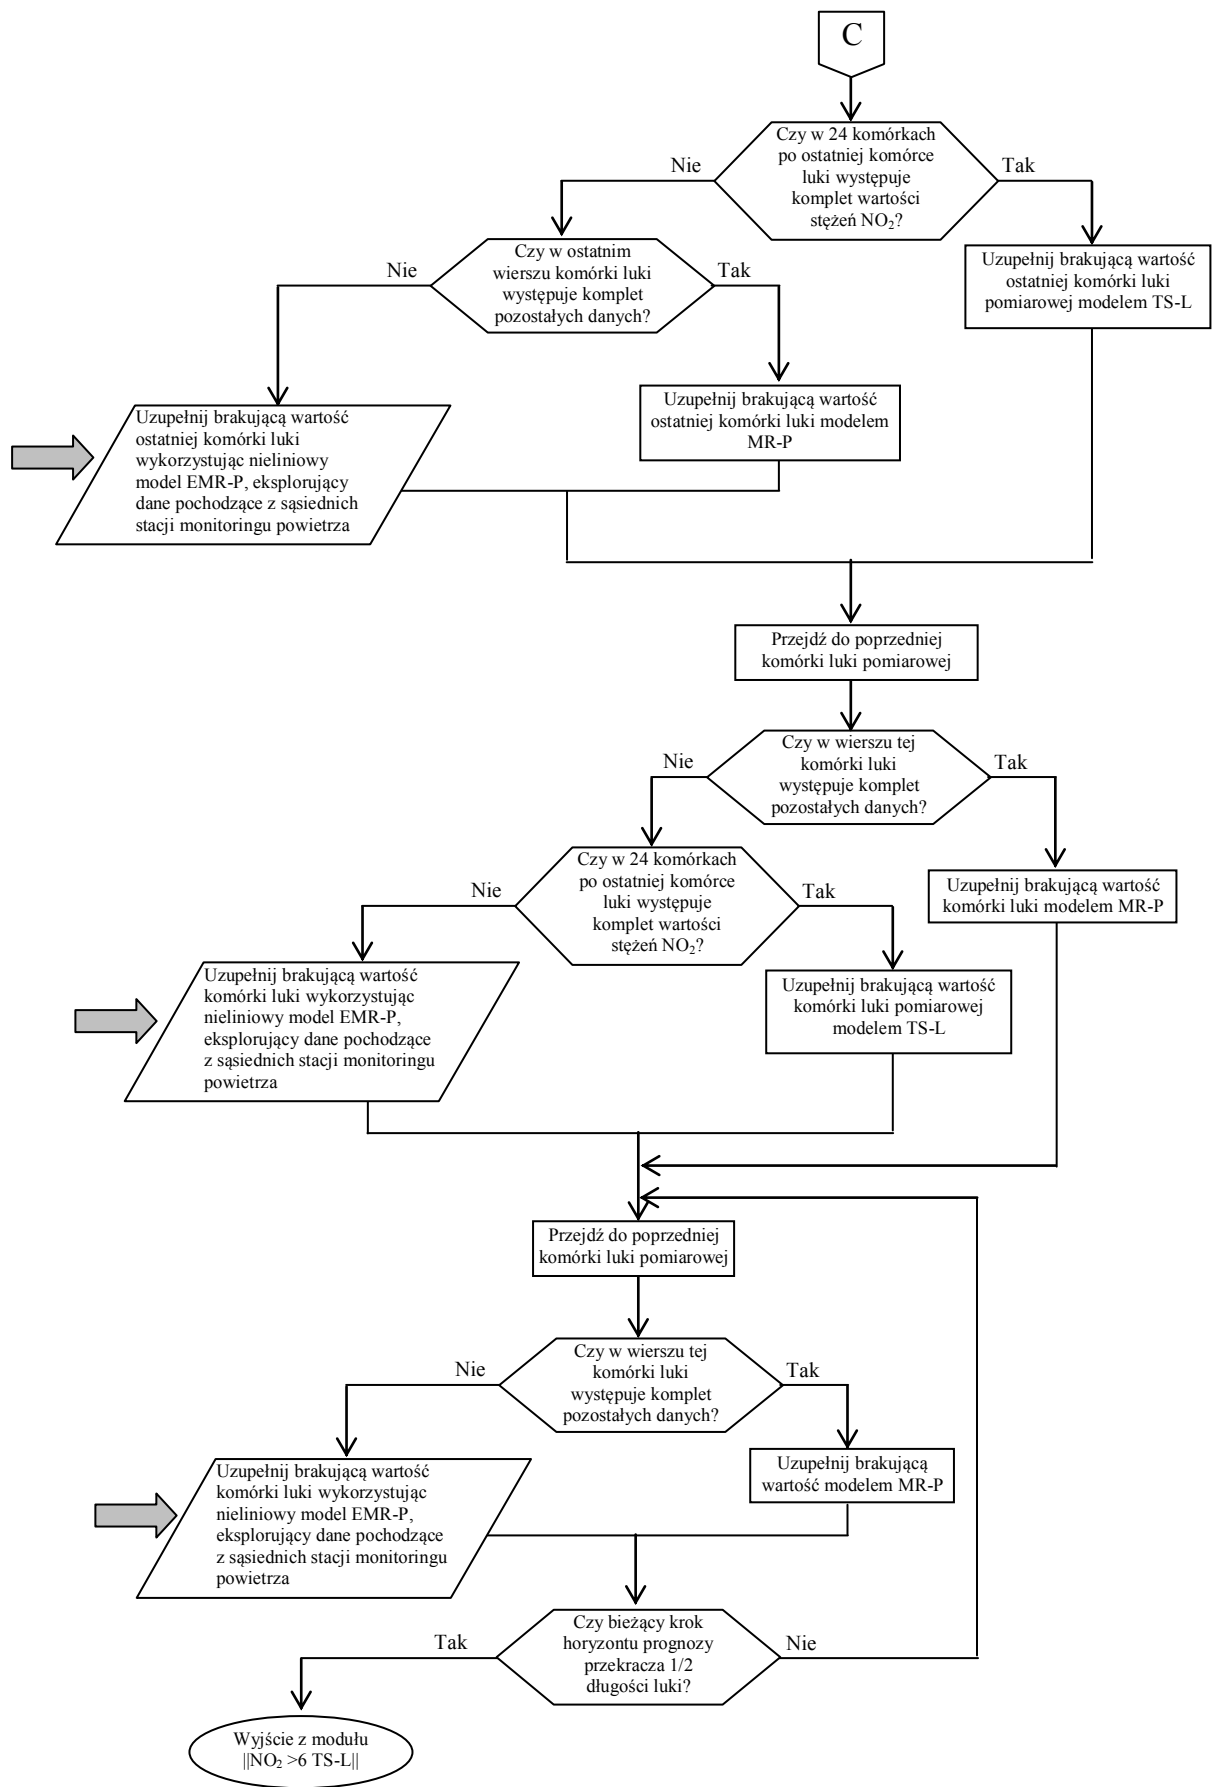 C
Czy w 24 komórkach
po ostatniej komórce
luki występuje
komplet wartości
stężeń NO₂?
Nie
Tak
Czy w ostatnim
wierszu komórki luki
występuje komplet
pozostałych danych?
Nie
Tak
Uzupełnij brakującą wartość
ostatniej komórki luki
pomiarowej modelem TS-L
Uzupełnij brakującą wartość
ostatniej komórki luki
wykorzystując nieliniowy
model EMR-P, eksplorujący
dane pochodzące z sąsiednich
stacji monitoringu powietrza
Uzupełnij brakującą wartość
ostatniej komórki luki modelem
MR-P
Przejdź do poprzedniej
komórki luki pomiarowej
Czy w wierszu tej
komórki luki
występuje komplet
pozostałych danych?
Nie
Tak
Czy w 24 komórkach
po ostatniej komórce
luki występuje
komplet wartości
stężeń NO₂?
Nie
Tak
Uzupełnij brakującą wartość
komórki luki modelem MR-P
Uzupełnij brakującą wartość
komórki luki wykorzystując
nieliniowy model EMR-P,
eksplorujący dane pochodzące
z sąsiednich stacji monitoringu
powietrza
Uzupełnij brakującą wartość
komórki luki pomiarowej
modelem TS-L
Przejdź do poprzedniej
komórki luki pomiarowej
Czy w wierszu tej
komórki luki
występuje komplet
pozostałych danych?
Nie
Tak
Uzupełnij brakującą wartość
komórki luki wykorzystując
nieliniowy model EMR-P,
eksplorujący dane pochodzące
z sąsiednich stacji monitoringu
powietrza
Uzupełnij brakującą
wartość modelem MR-P
Czy bieżący krok
horyzontu prognozy
przekracza 1/2
długości luki?
Tak
Nie
Wyjście z modułu
||NO₂ >6 TS-L||